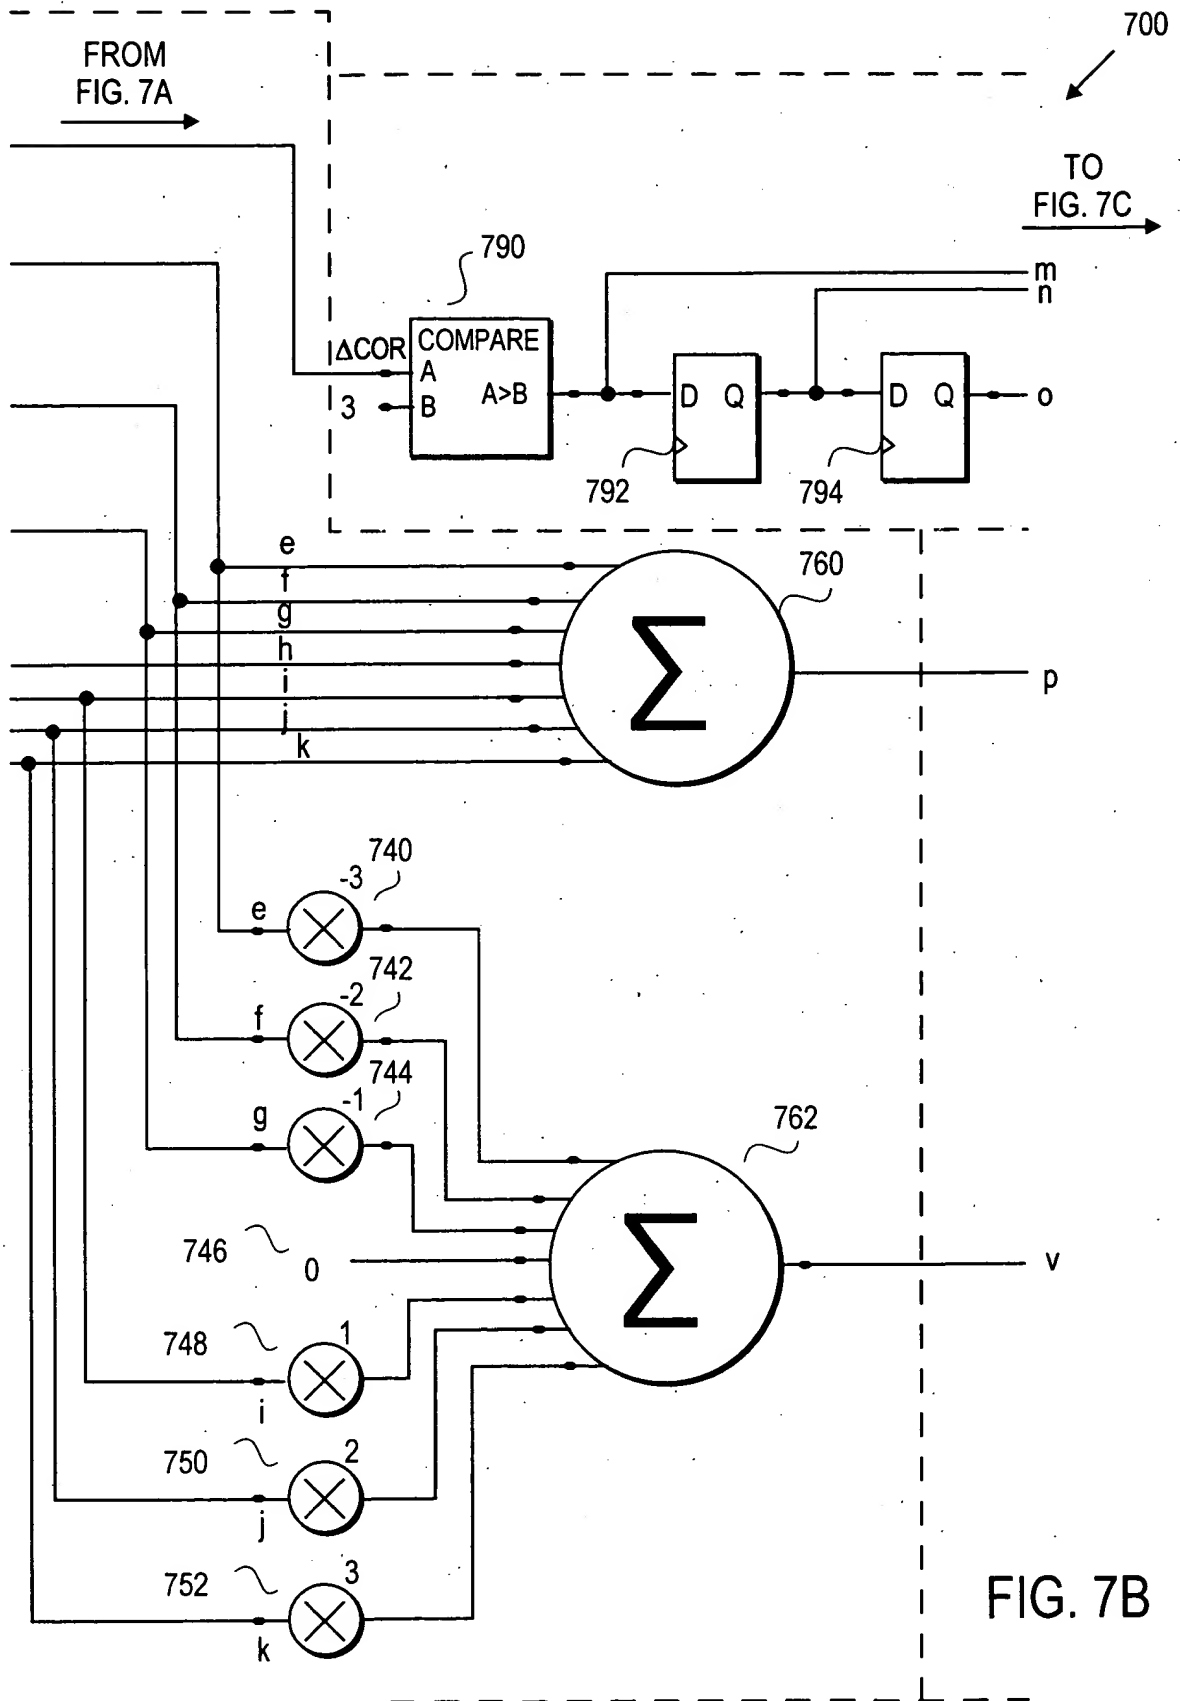 700
FROM
FIG. 7A
TO
FIG. 7C
790
m
n
ΔCOR
COMPARE
A
A>B
3
B
D Q
D Q
o
792
794
e
f
g
h
i
j
k
760
Σ
p
740
-3
e
742
-2
f
744
-1
g
762
Σ
746
0
v
748
1
i
750
2
j
752
3
k
FIG. 7B